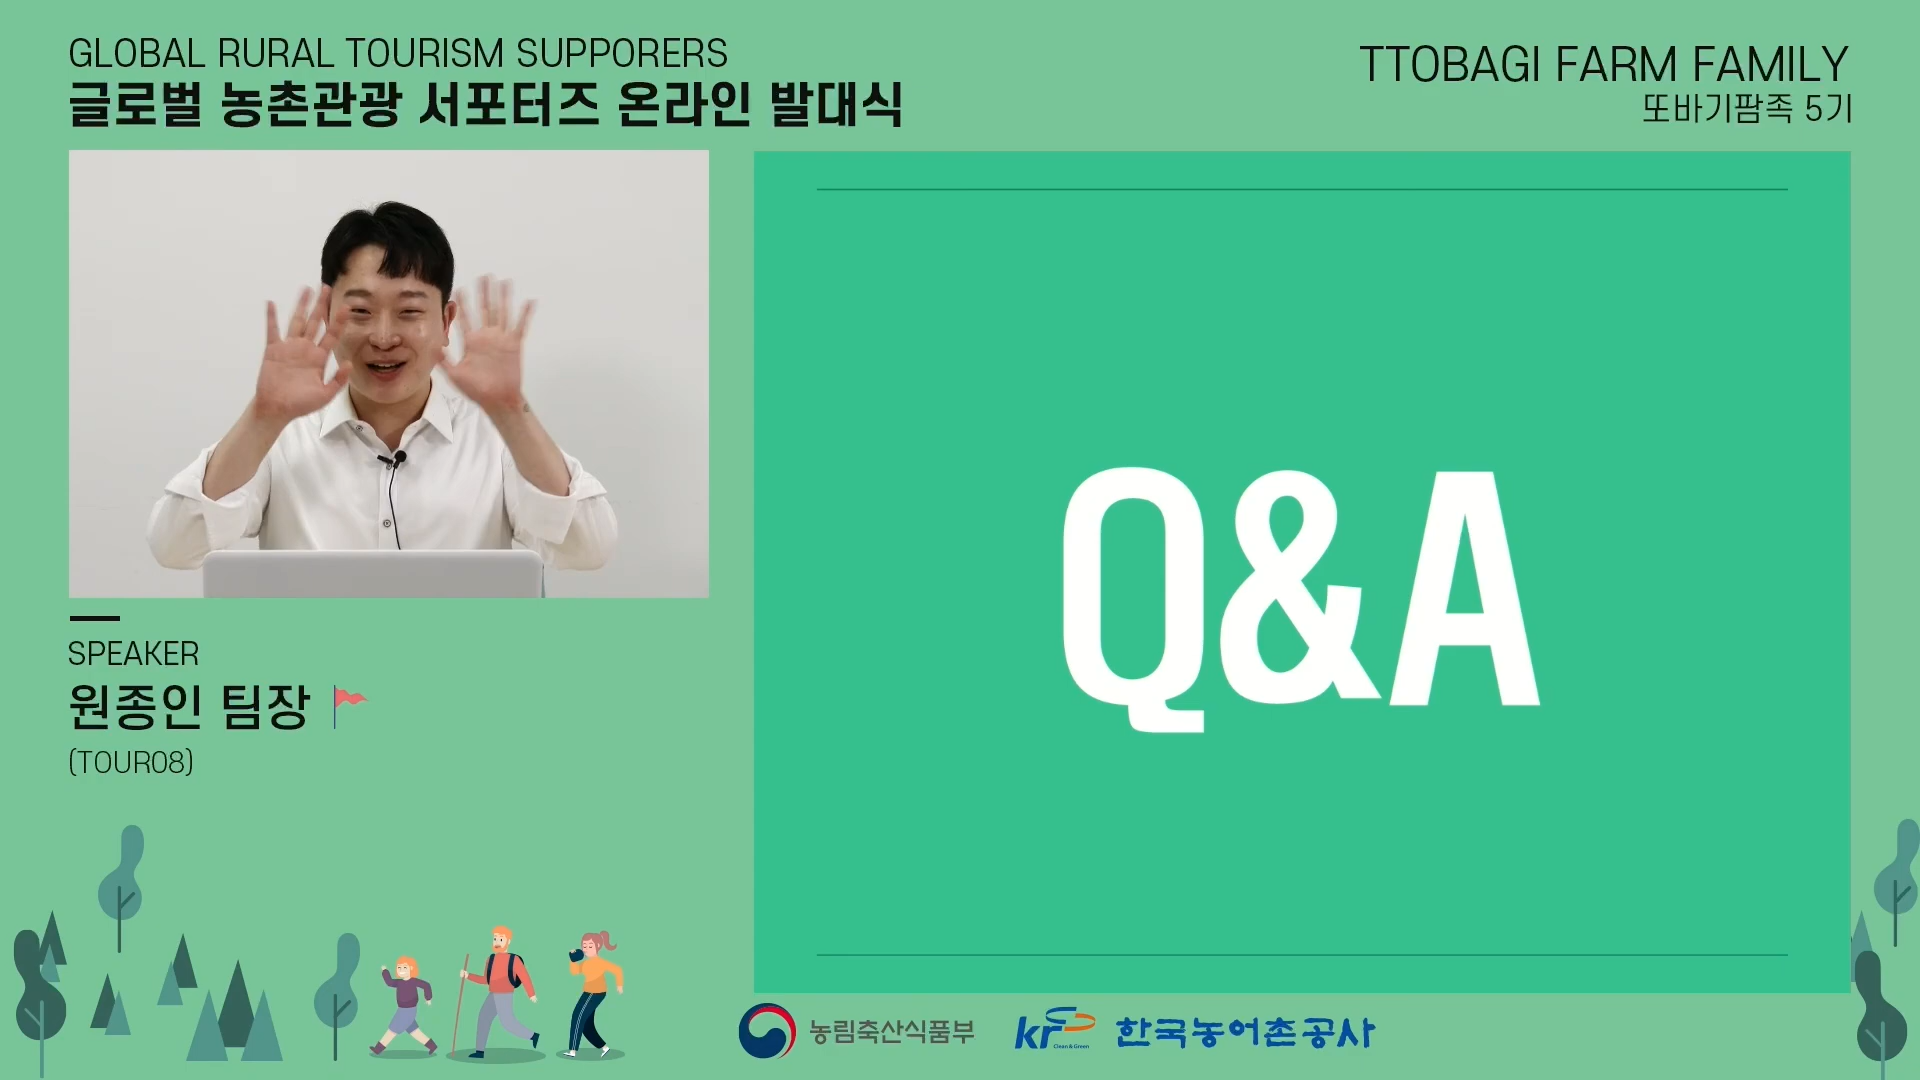 GLOBAL RURAL TOURISM SUPPORERS
글로벌 농촌관광 서포터즈 온라인 발대식
TTOBAGI FARM FAMILY
또바기팜족 5기
Q&A
SPEAKER
원종인 팀장
(TOUR08)
농림축산식품부
kr
Clean & Green
한국농어촌공사